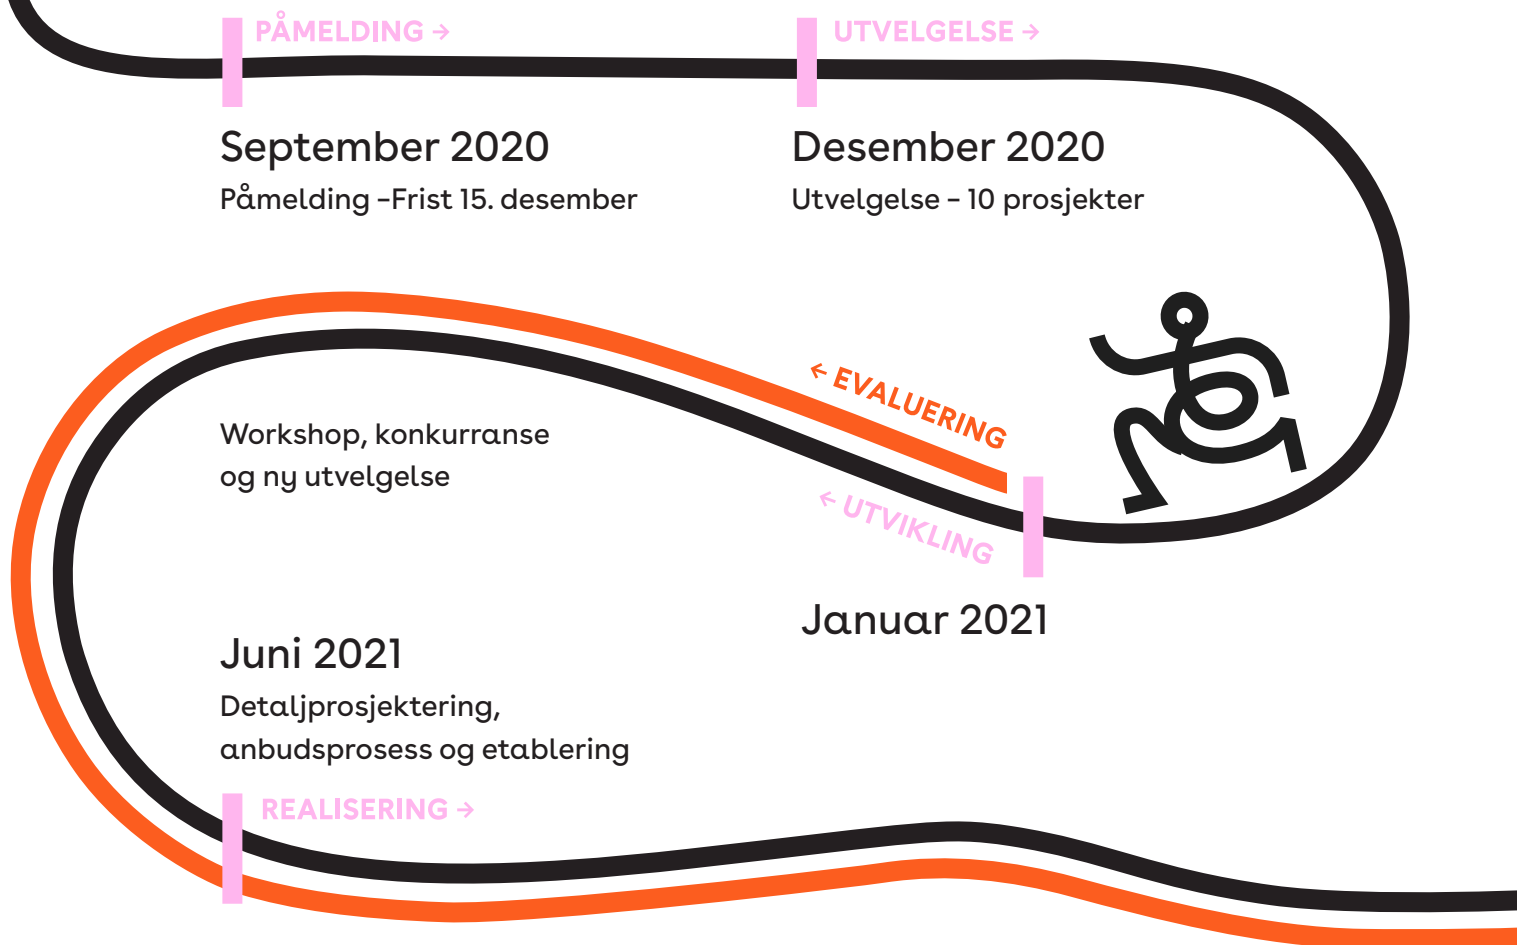 PÅMELDING →
September 2020
Påmelding –Frist 15. desember
UTVELGELSE →
Desember 2020
Utvelgelse – 10 prosjekter
← EVALUERING
← UTVIKLING
Januar 2021
Workshop, konkurranse
og ny utvelgelse
Juni 2021
Detaljprosjektering,
anbudsprosess og etablering
REALISERING →